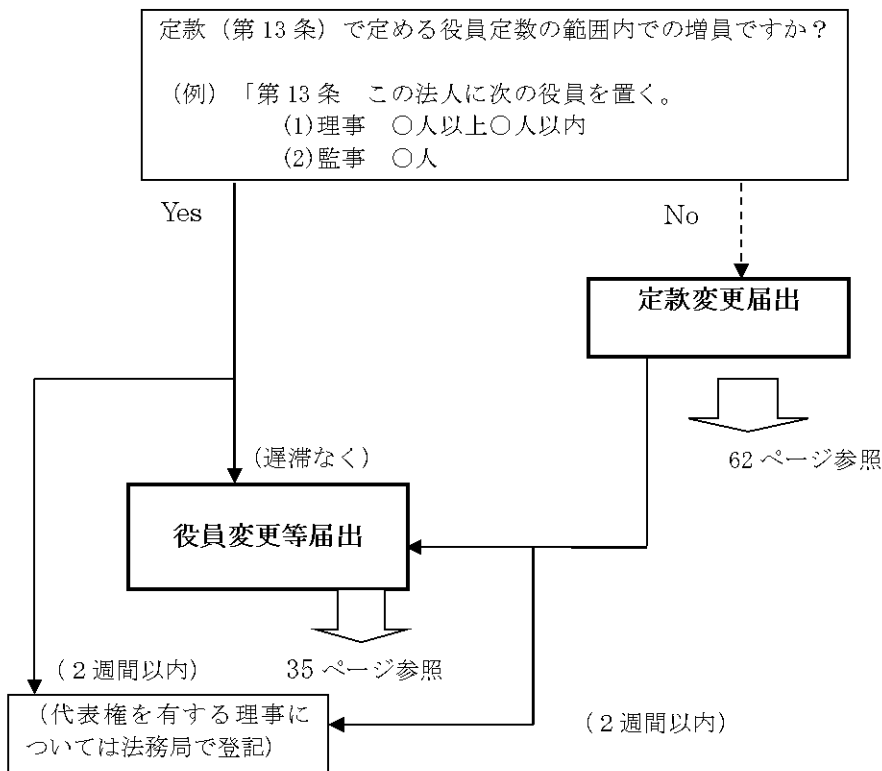 定款（第13条）で定める役員定数の範囲内での増員ですか？
（例）「第13条　この法人に次の役員を置く。
(1)理事　○人以上○人以内
(2)監事　○人
Yes
No
定款変更届出
（遅滞なく）
62ページ参照
役員変更等届出
（２週間以内）
35ページ参照
（代表権を有する理事に
ついては法務局で登記）
（２週間以内）